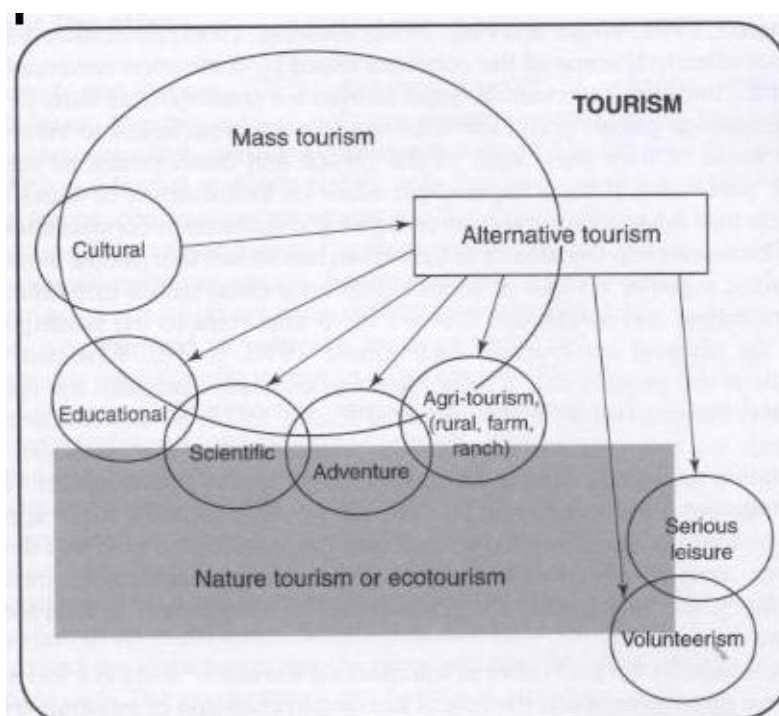 TOURISM
Mass tourism
Cultural
Alternative tourism
Educational
Scientific
Adventure
Agri-tourism,
(rural, farm,
ranch)
Nature tourism or ecotourism
Serious
leisure
Volunteerism